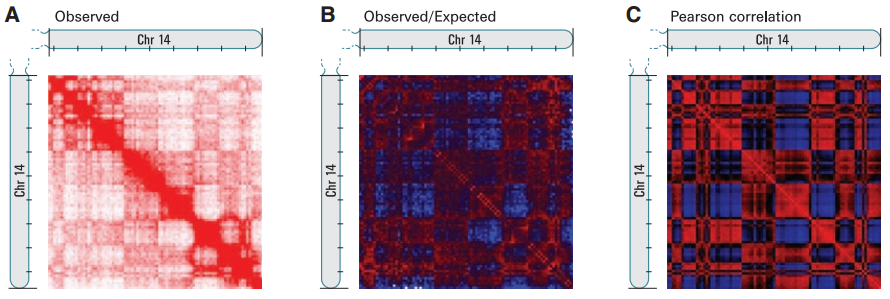 A
Observed
Chr 14
Chr 14
B
Observed/Expected
Chr 14
Chr 14
C
Pearson correlation
Chr 14
Chr 14